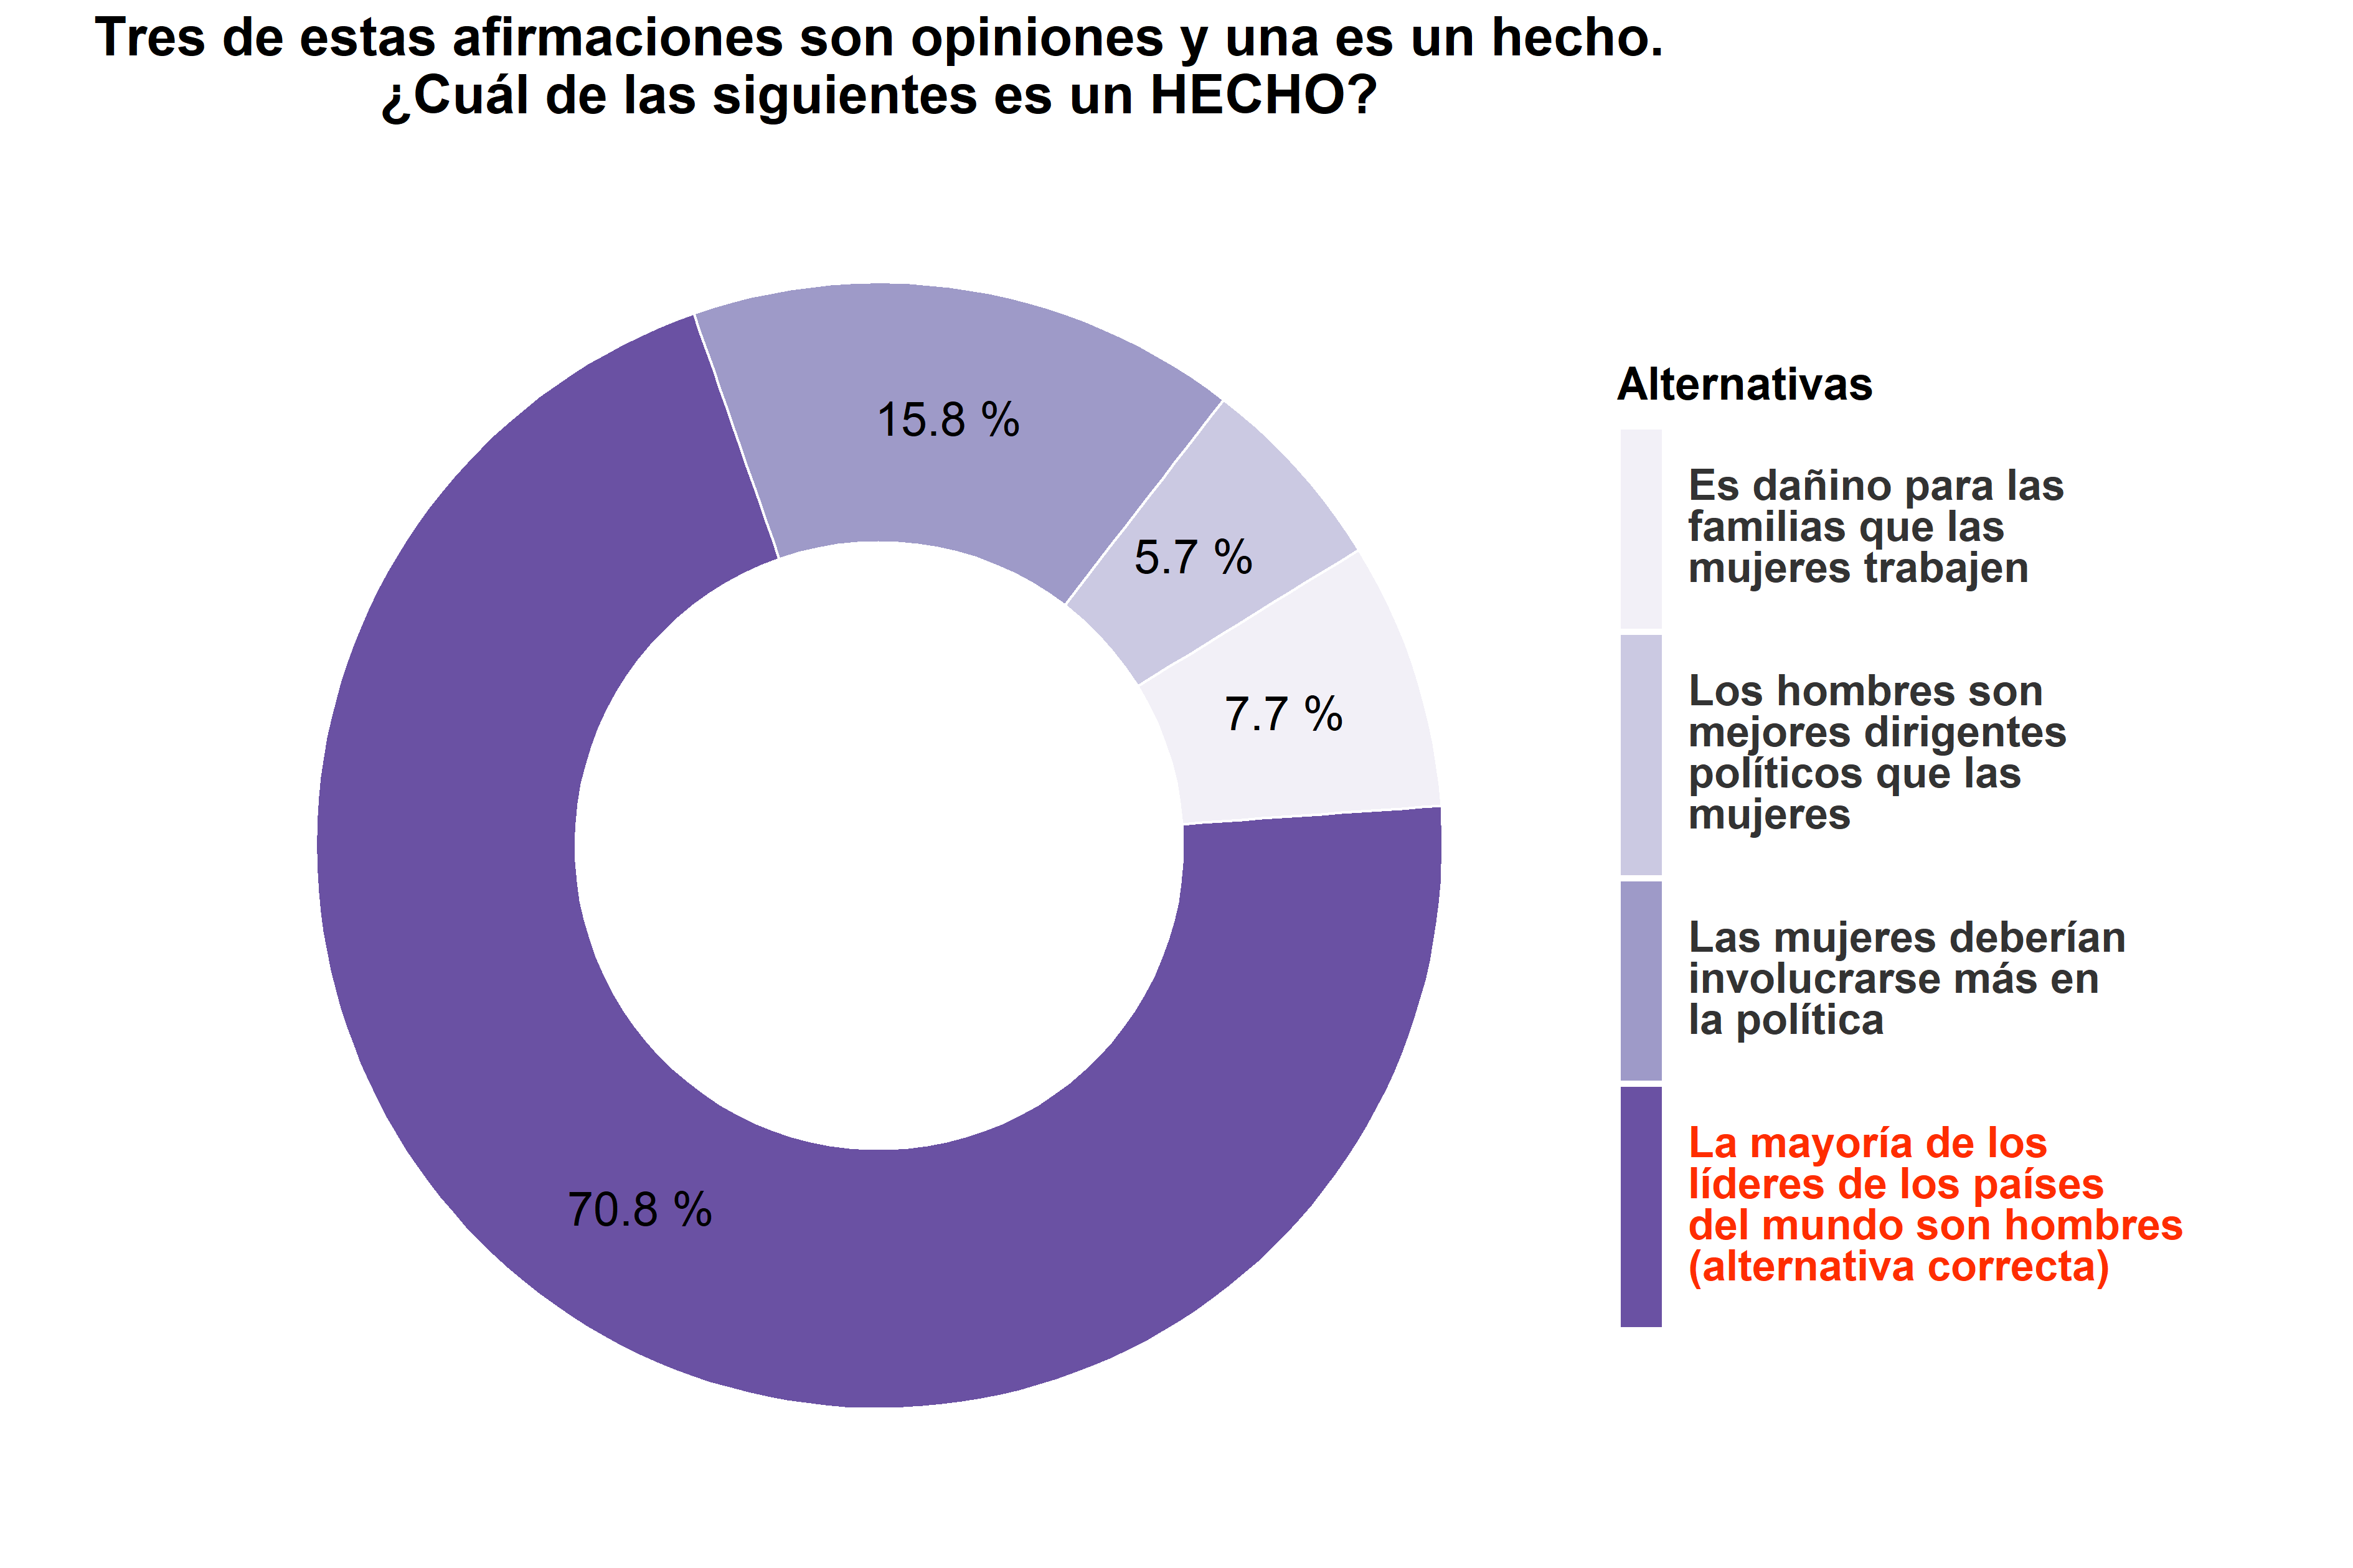 Tres de estas afirmaciones son opiniones y una es un hecho.
¿Cuál de las siguientes es un HECHO?
15.8 %
5.7 %
7.7 %
70.8 %
Alternativas
Es dañino para las
familias que las
mujeres trabajen
Los hombres son
mejores dirigentes
políticos que las
mujeres
Las mujeres deberían
involucrarse más en
la política
La mayoría de los
líderes de los países
del mundo son hombres
(alternativa correcta)